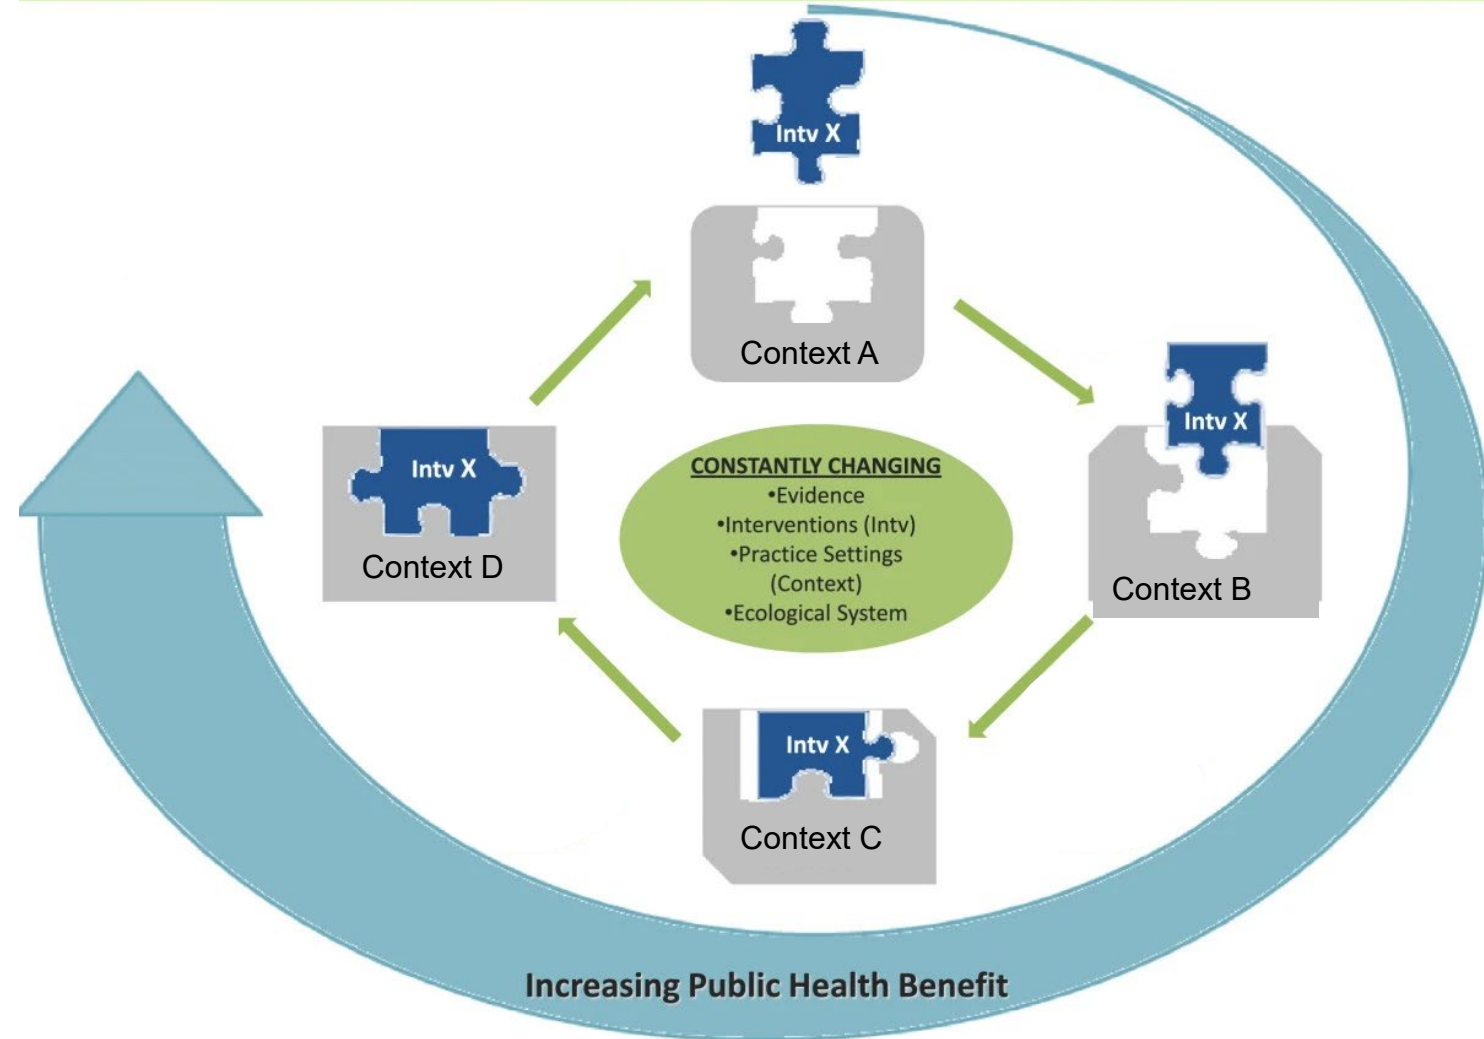 Intv X
Context A
Intv X
Context B
CONSTANTLY CHANGING
•Evidence
•Interventions (Intv)
•Practice Settings
(Context)
•Ecological System
Intv X
Context D
Intv X
Context C
Increasing Public Health Benefit